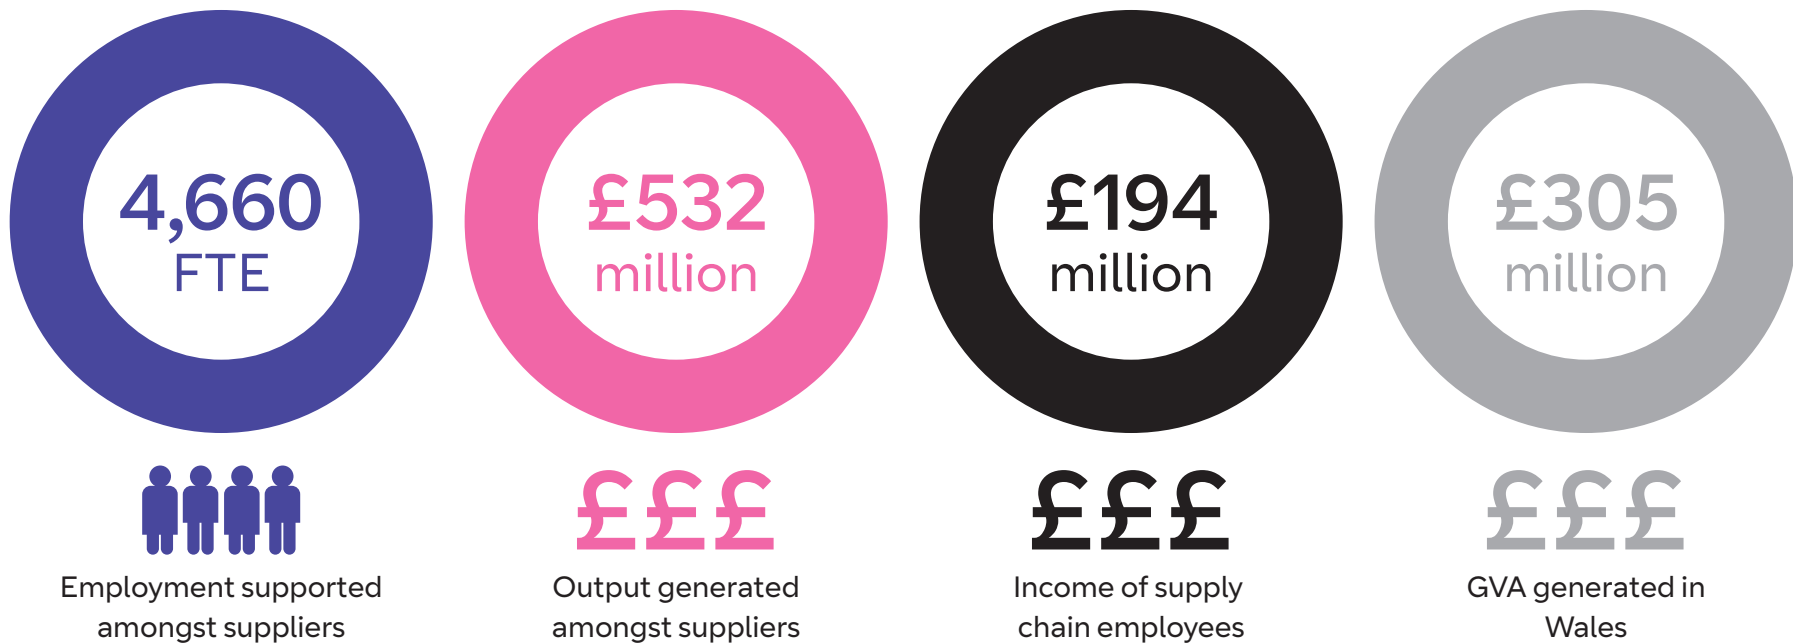 4,660
FTE
£532
million
£194
million
£305
million
£££
£££
£££
Employment supported
amongst suppliers
Output generated
amongst suppliers
Income of supply
chain employees
GVA generated in
Wales